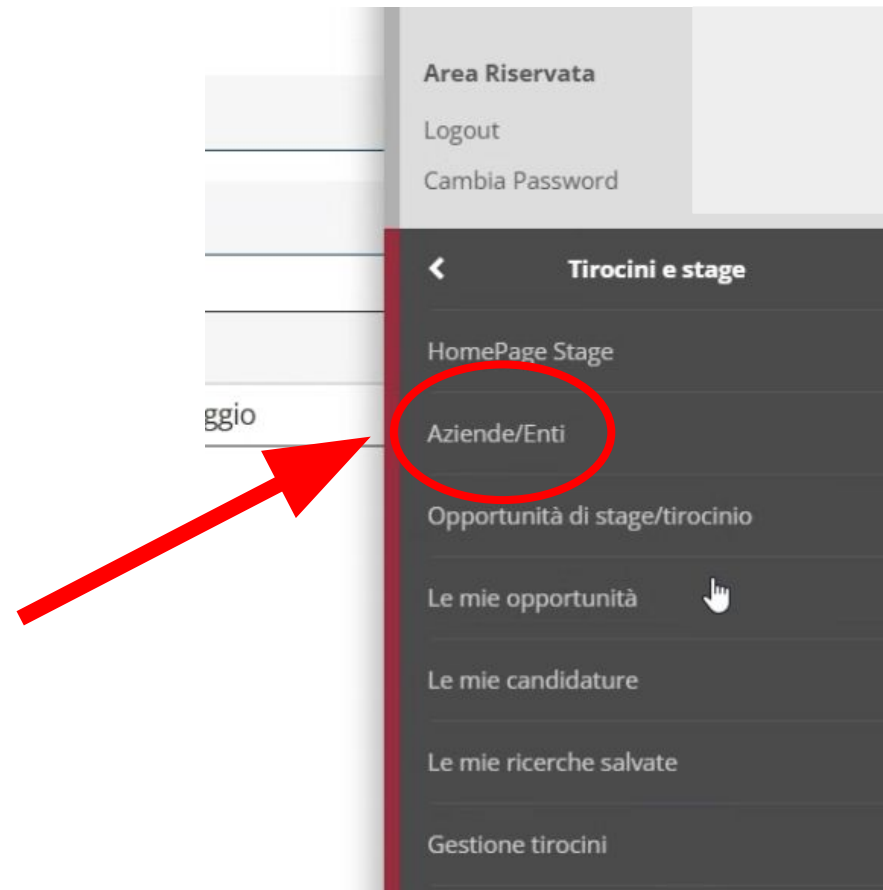 Area Riservata
Logout
Cambia Password
Tirocini e stage
HomePage Stage
ggio
Aziende/Enti
Opportunità di stage/tirocinio
Le mie opportunità
Le mie candidature
Le mie ricerche salvate
Gestione tirocini